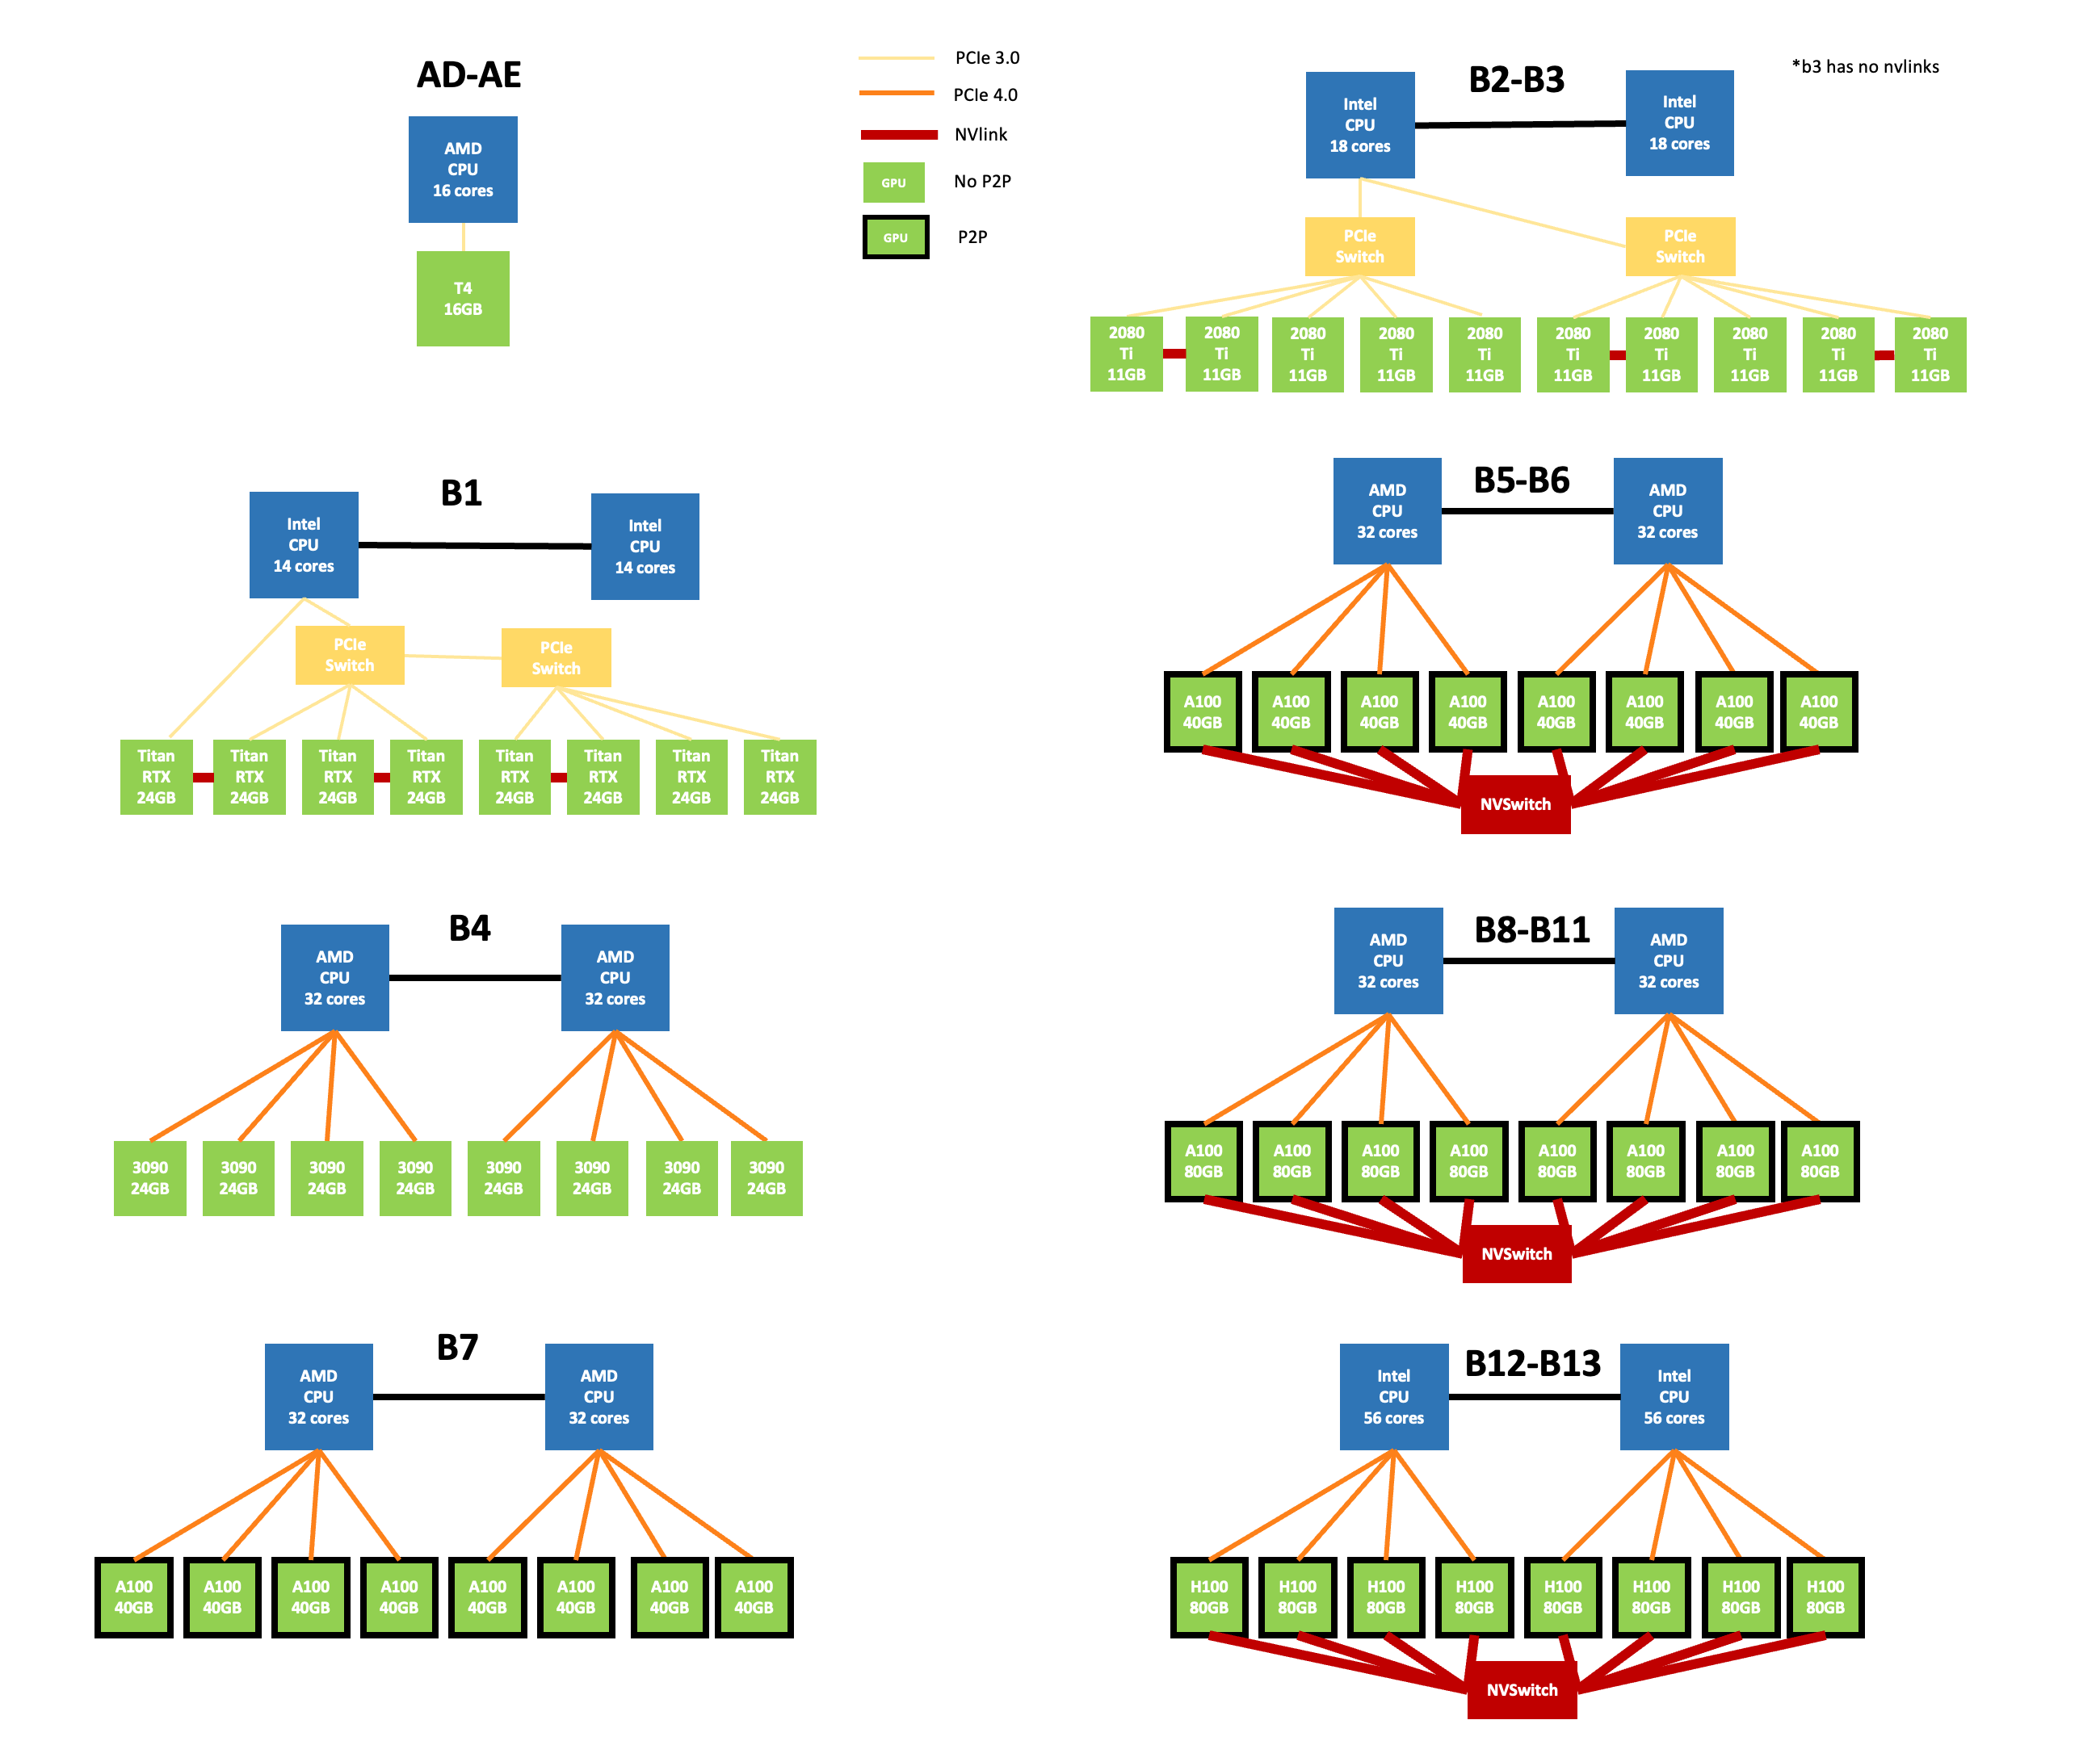 AD-AE
AMD
CPU
16 cores
T4
16GB
PCIe 3.0
PCIe 4.0
NVlink
GPU
No P2P
GPU
P2P
B2-B3
*b3 has no nvlinks
Intel
CPU
18 cores
Intel
CPU
18 cores
PCIe
Switch
PCIe
Switch
2080
Ti
11GB
2080
Ti
11GB
2080
Ti
11GB
2080
Ti
11GB
2080
Ti
11GB
2080
Ti
11GB
2080
Ti
11GB
2080
Ti
11GB
2080
Ti
11GB
2080
Ti
11GB
B1
Intel
CPU
14 cores
Intel
CPU
14 cores
PCIe
Switch
PCIe
Switch
Titan
RTX
24GB
Titan
RTX
24GB
Titan
RTX
24GB
Titan
RTX
24GB
Titan
RTX
24GB
Titan
RTX
24GB
Titan
RTX
24GB
Titan
RTX
24GB
B5-B6
AMD
CPU
32 cores
AMD
CPU
32 cores
A100
40GB
A100
40GB
A100
40GB
A100
40GB
A100
40GB
A100
40GB
A100
40GB
A100
40GB
NVSwitch
B4
AMD
CPU
32 cores
AMD
CPU
32 cores
3090
24GB
3090
24GB
3090
24GB
3090
24GB
3090
24GB
3090
24GB
3090
24GB
3090
24GB
B8-B11
AMD
CPU
32 cores
AMD
CPU
32 cores
A100
80GB
A100
80GB
A100
80GB
A100
80GB
A100
80GB
A100
80GB
A100
80GB
A100
80GB
NVSwitch
B7
AMD
CPU
32 cores
AMD
CPU
32 cores
A100
40GB
A100
40GB
A100
40GB
A100
40GB
A100
40GB
A100
40GB
A100
40GB
A100
40GB
B12-B13
Intel
CPU
56 cores
Intel
CPU
56 cores
H100
80GB
H100
80GB
H100
80GB
H100
80GB
H100
80GB
H100
80GB
H100
80GB
H100
80GB
NVSwitch